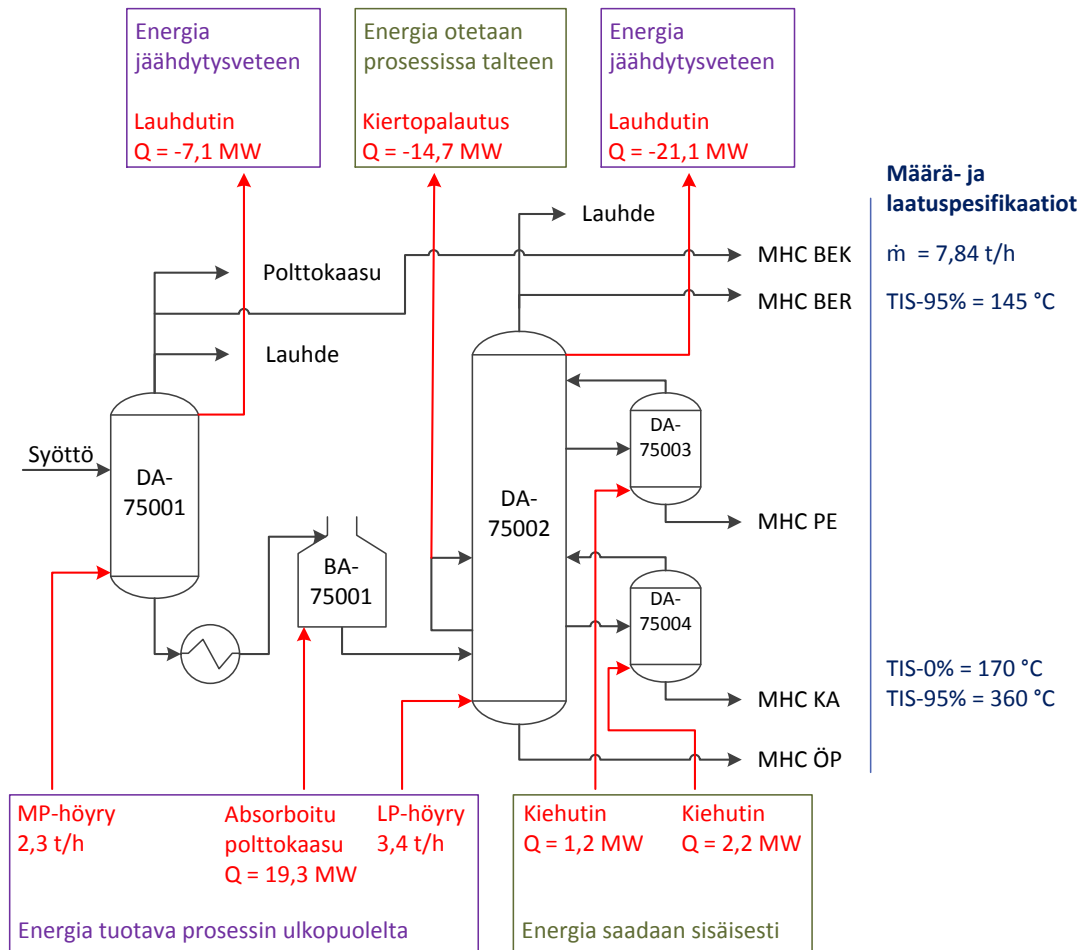 Energia
jäähdytysveteen
Lauhdutin
Q = -7,1 MW
Energia otetaan
prosessissa talteen
Kiertopalautus
Q = -14,7 MW
Energia
jäähdytysveteen
Lauhdutin
Q = -21,1 MW
Määrä- ja
laatuspesifikaatiot
Lauhde
MHC BEK
ṁ = 7,84 t/h
Polttokaasu
MHC BER
TIS-95% = 145 °C
Lauhde
Syöttö
DA-
75001
BA-
75001
DA-
75002
DA-
75003
MHC PE
DA-
75004
TIS-0% = 170 °C
MHC KA
TIS-95% = 360 °C
MHC ÖP
MP-höyry
2,3 t/h
Absorboitu
polttokaasu
Q = 19,3 MW
LP-höyry
3,4 t/h
Energia tuotava prosessin ulkopuolelta
Kiehutin
Q = 1,2 MW
Kiehutin
Q = 2,2 MW
Energia saadaan sisäisesti